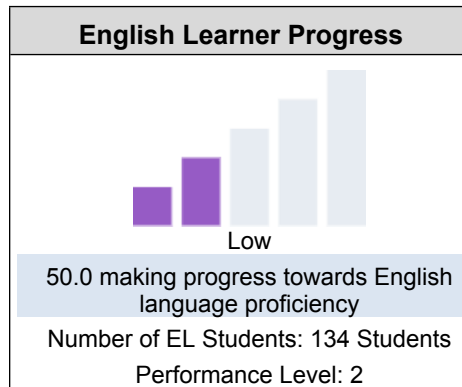 English Learner Progress
Low
50.0 making progress towards English
language proficiency
Number of EL Students: 134 Students
Performance Level: 2